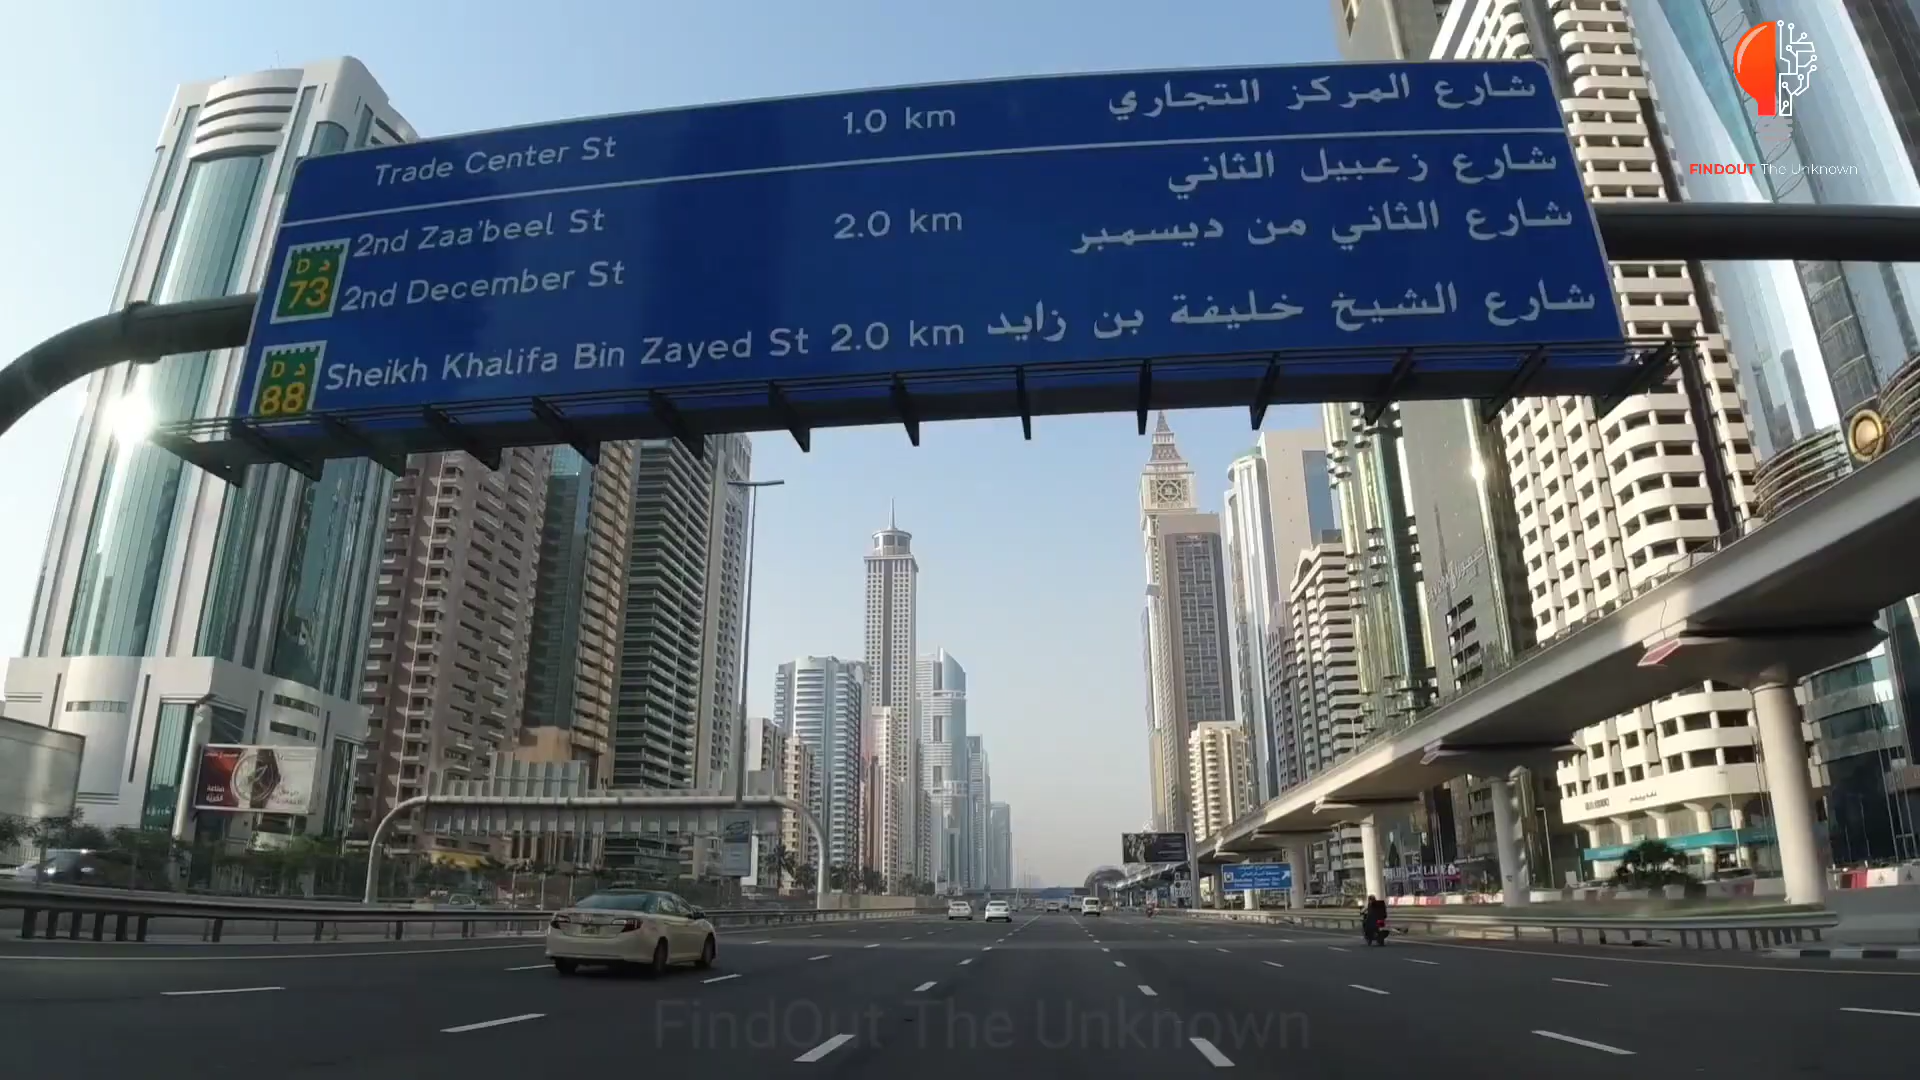 Trade Center St 1.0 km شارع المركز التجاري
2nd Zaa'beel St 2.0 km شارع زعبيل الثاني
D د 73
2nd December St شارع الثاني من ديسمبر
D د 88
Sheikh Khalifa Bin Zayed St 2.0 km شارع الشيخ خليفة بن زايد
FINDOUT The Unknown
FindOut The Unknown